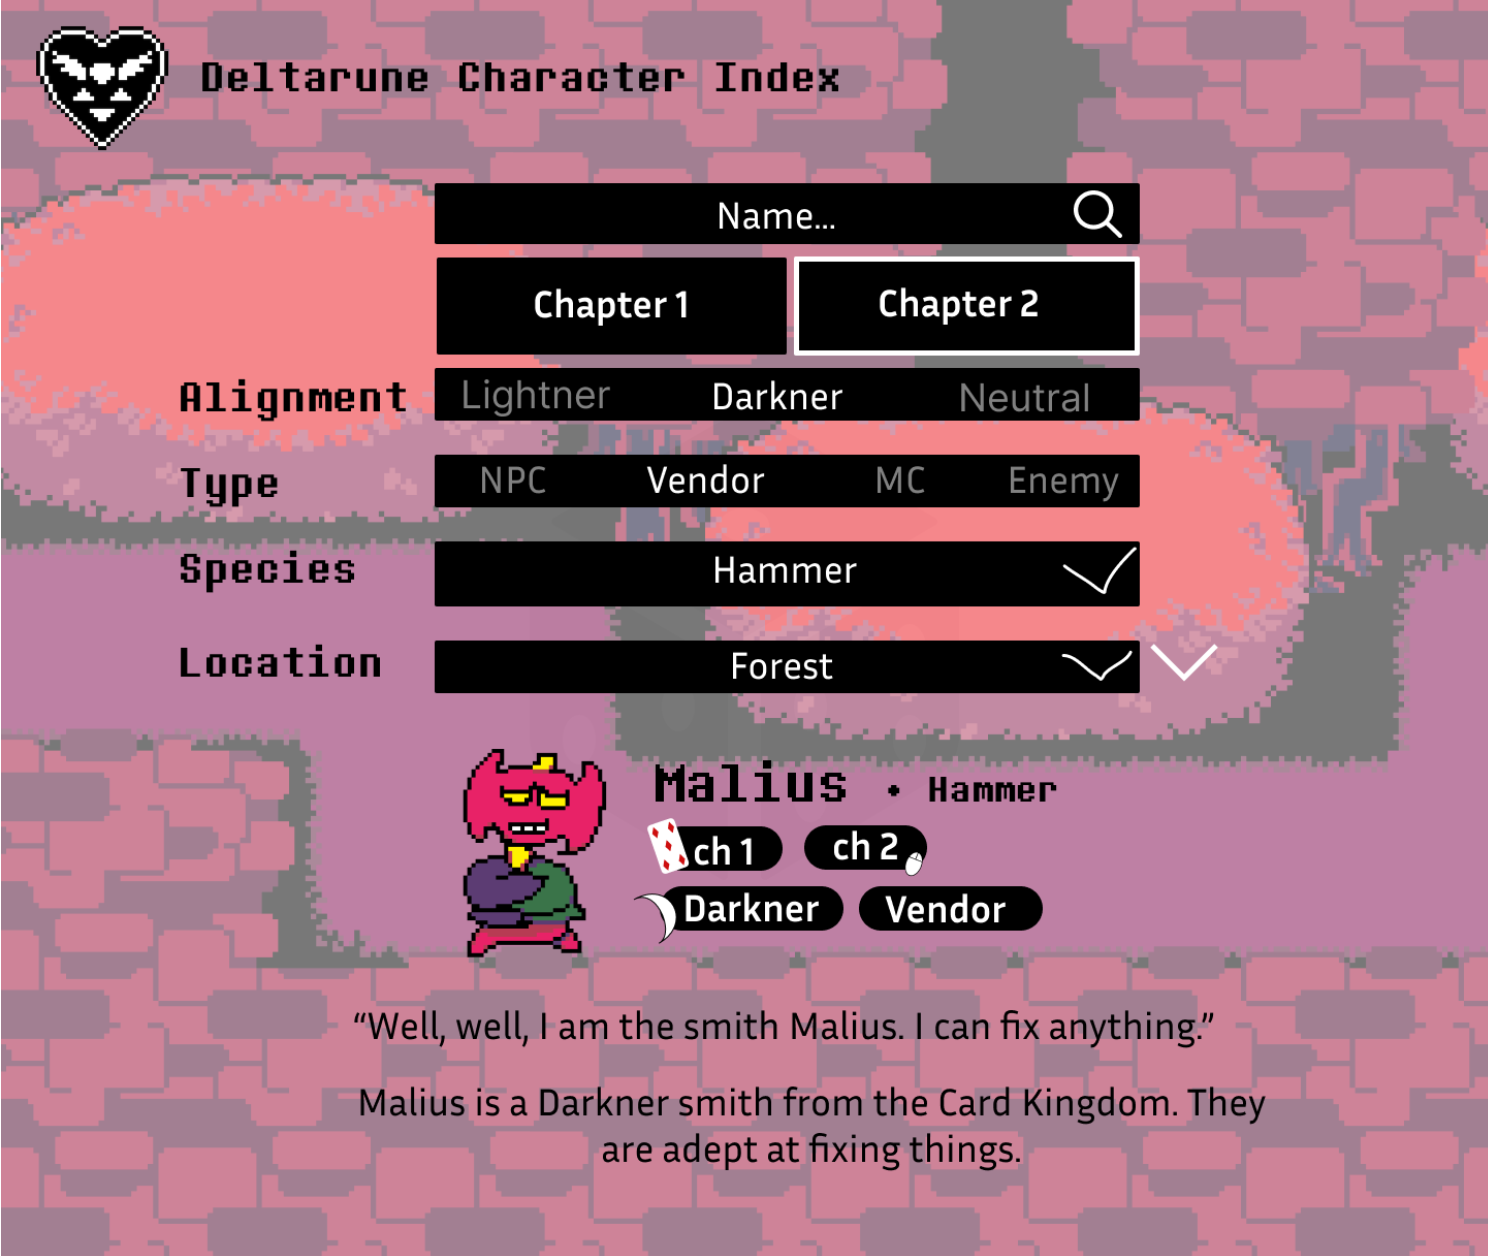 Deltarune Character Index
Name...
Chapter 1
Chapter 2
Alignment
Lightner Darkner Neutral
Type
NPC Vendor MC Enemy
Species
Hammer
Location
Forest
Malius • Hammer
ch 1 ch 2
Darkner Vendor
“Well, well, I am the smith Malius. I can fix anything.”
Malius is a Darkner smith from the Card Kingdom. They
are adept at fixing things.